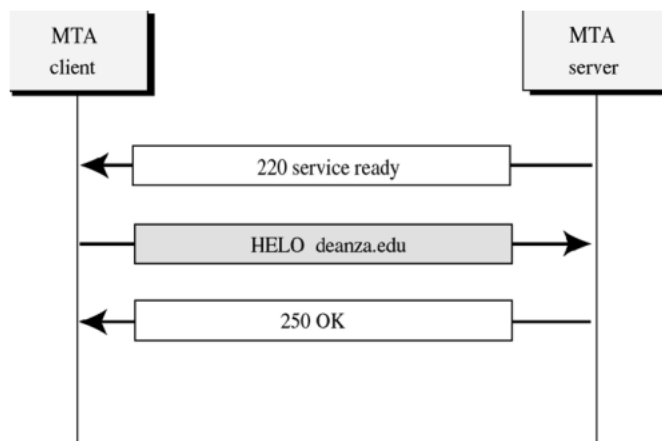 MTA
client
MTA
server
220 service ready
HELO deanza.edu
250 OK